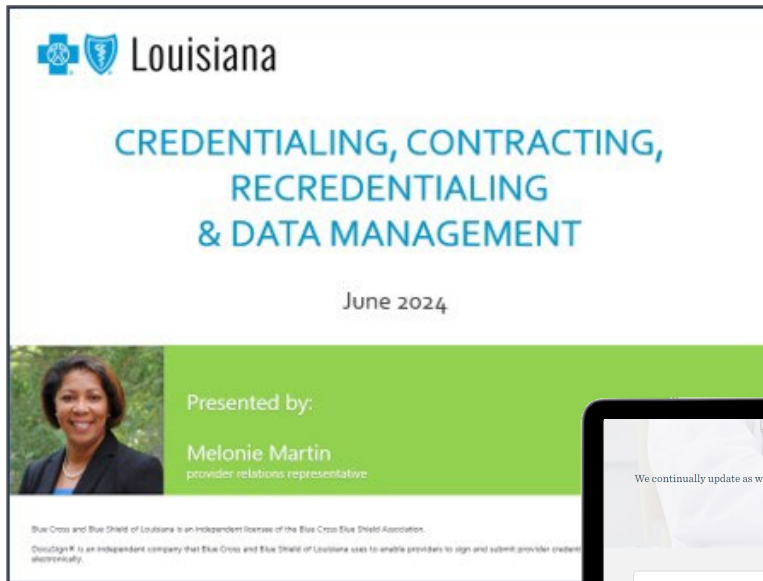 Louisiana
CREDENTIALING, CONTRACTING,
RECREDENTIALING
& DATA MANAGEMENT
June 2024
Presented by:
Melonie Martin
provider relations representative
Blue Cross and Blue Shield of Louisiana is an independent licensee of the Blue Cross Blue Shield Association.
DocuSign® is an independent company that Blue Cross and Blue Shield of Louisiana uses to enable providers to sign and submit provider credent
electronically.
We continually update as w